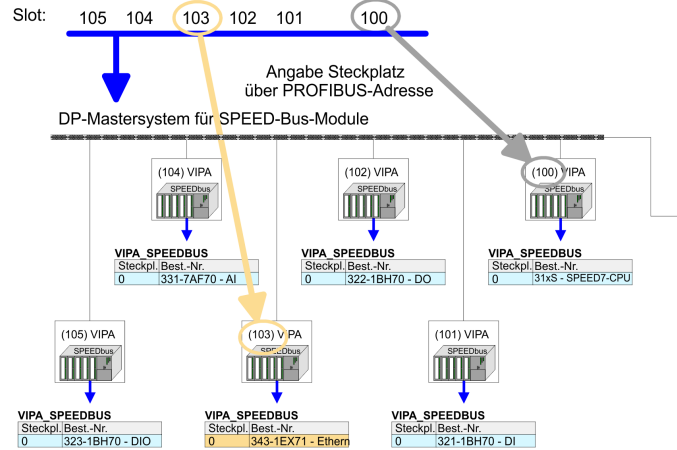 Slot: 105 104 103 102 101 100
Angabe Steckplatz
über PROFIBUS-Adresse
DP-Mastersystem für SPEED-Bus-Module
(104) VIPA
SPEEDbus
VIPA_SPEEDBUS
Steckpl. Best.-Nr.
0 331-7AF70 - AI
(102) VIPA
SPEEDbus
VIPA_SPEEDBUS
Steckpl. Best.-Nr.
0 322-1BH70 - DO
(100) VIPA
SPEEDbus
VIPA_SPEEDBUS
Steckpl. Best.-Nr.
0 31xS - SPEED7-CPU
(105) VIPA
SPEEDbus
VIPA_SPEEDBUS
Steckpl. Best.-Nr.
0 323-1BH70 - DIO
(103) VIPA
SPEEDbus
VIPA_SPEEDBUS
Steckpl. Best.-Nr.
0 343-1EX71 - Ethern
(101) VIPA
SPEEDbus
VIPA_SPEEDBUS
Steckpl. Best.-Nr.
0 321-1BH70 - DI